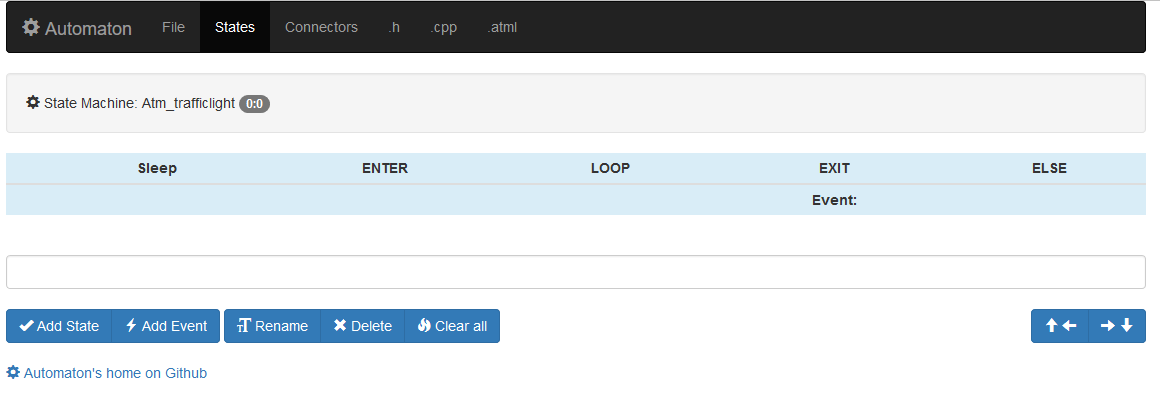 Automaton File States Connectors .h .cpp .atml
State Machine: Atm_trafficlight 0:0
Sleep ENTER LOOP EXIT ELSE
Event:
Add State Add Event Rename Delete Clear all
Automaton's home on Github